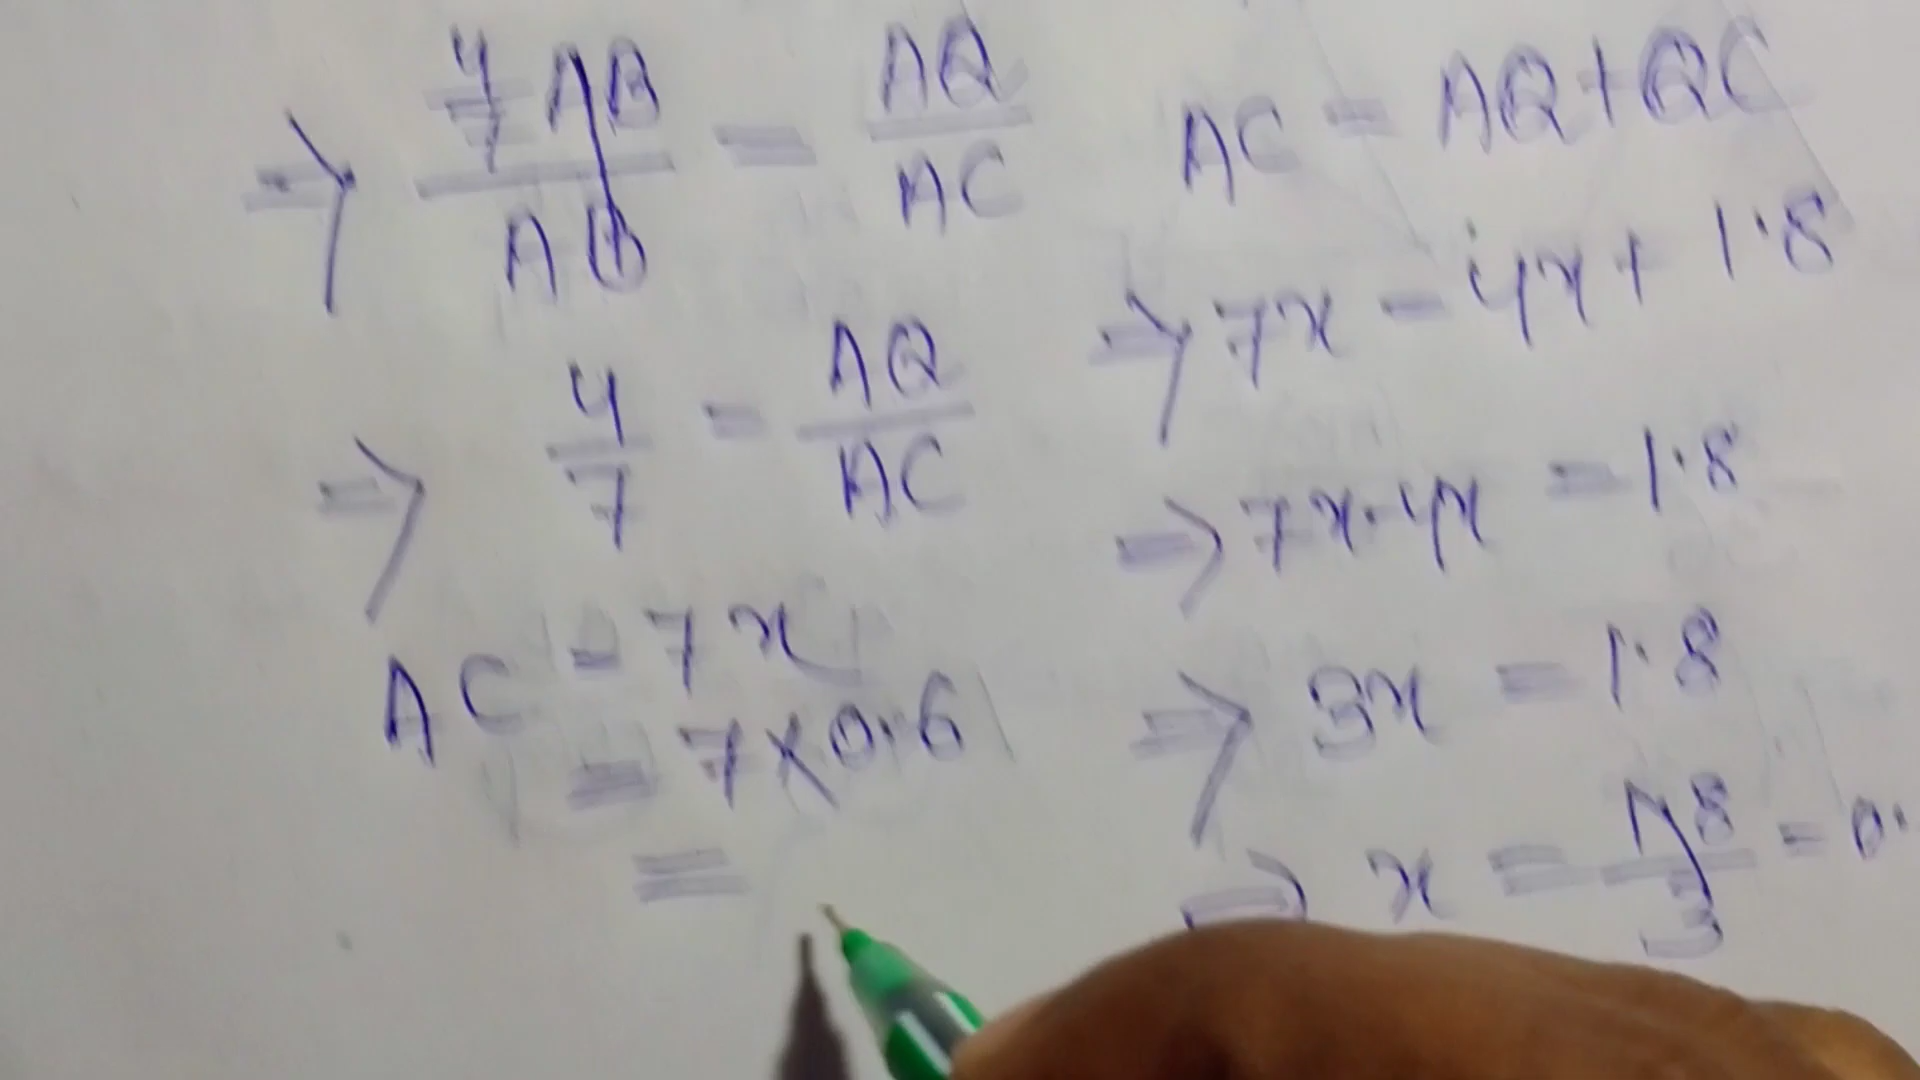 ⇒ 4/7 AB / AB = AQ / AC
⇒ 4/7 = AQ/AC
AC = 7x
= 7×0.6
=
AC = AQ+QC
⇒ 7x = 4x + 1.8
⇒ 7x-4x = 1.8
⇒ 3x = 1.8
⇒ x = 1.8/3 = 0.